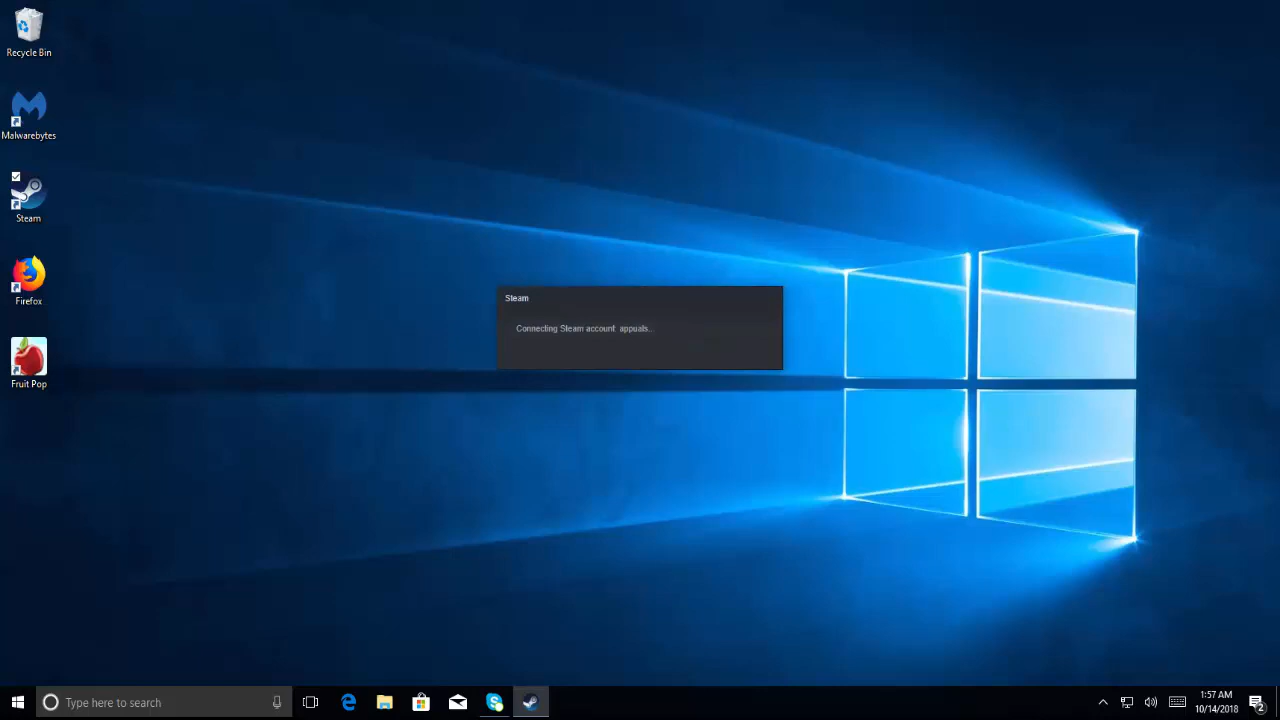 Recycle Bin
Malwarebytes
Steam
Firefox
Fruit Pop
Steam
Connecting Steam account: appuals...
Type here to search
1:57 AM
10/14/2018
2